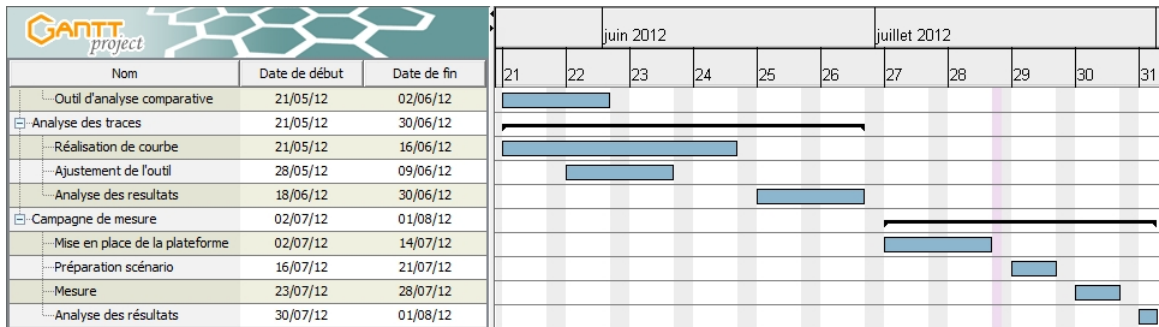 GANTT
project
juin 2012 juillet 2012
Nom Date de début Date de fin 21 22 23 24 25 26 27 28 29 30 31
Outil d'analyse comparative 21/05/12 02/06/12
Analyse des traces 21/05/12 30/06/12
Réalisation de courbe 21/05/12 16/06/12
Ajustement de l'outil 28/05/12 09/06/12
Analyse des resultats 18/06/12 30/06/12
Campagne de mesure 02/07/12 01/08/12
Mise en place de la plateforme 02/07/12 14/07/12
Préparation scénario 16/07/12 21/07/12
Mesure 23/07/12 28/07/12
Analyse des résultats 30/07/12 01/08/12